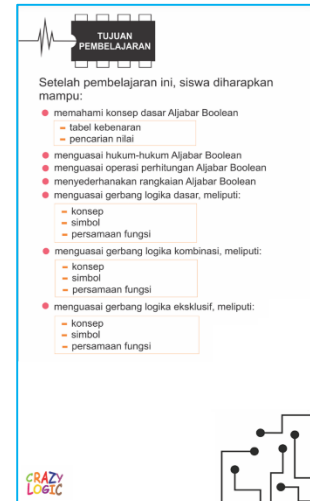 TUJUAN
PEMBELAJARAN
Setelah pembelajaran ini, siswa diharapkan
mampu:
memahami konsep dasar Aljabar Boolean
– tabel kebenaran
– pencarian nilai
menguasai hukum-hukum Aljabar Boolean
menguasai operasi perhitungan Aljabar Boolean
menyederhanakan rangkaian Aljabar Boolean
menguasai gerbang logika dasar, meliputi:
– konsep
– simbol
– persamaan fungsi
menguasai gerbang logika kombinasi, meliputi:
– konsep
– simbol
– persamaan fungsi
menguasai gerbang logika eksklusif, meliputi:
– konsep
– simbol
– persamaan fungsi
CRAZY
LOGIC